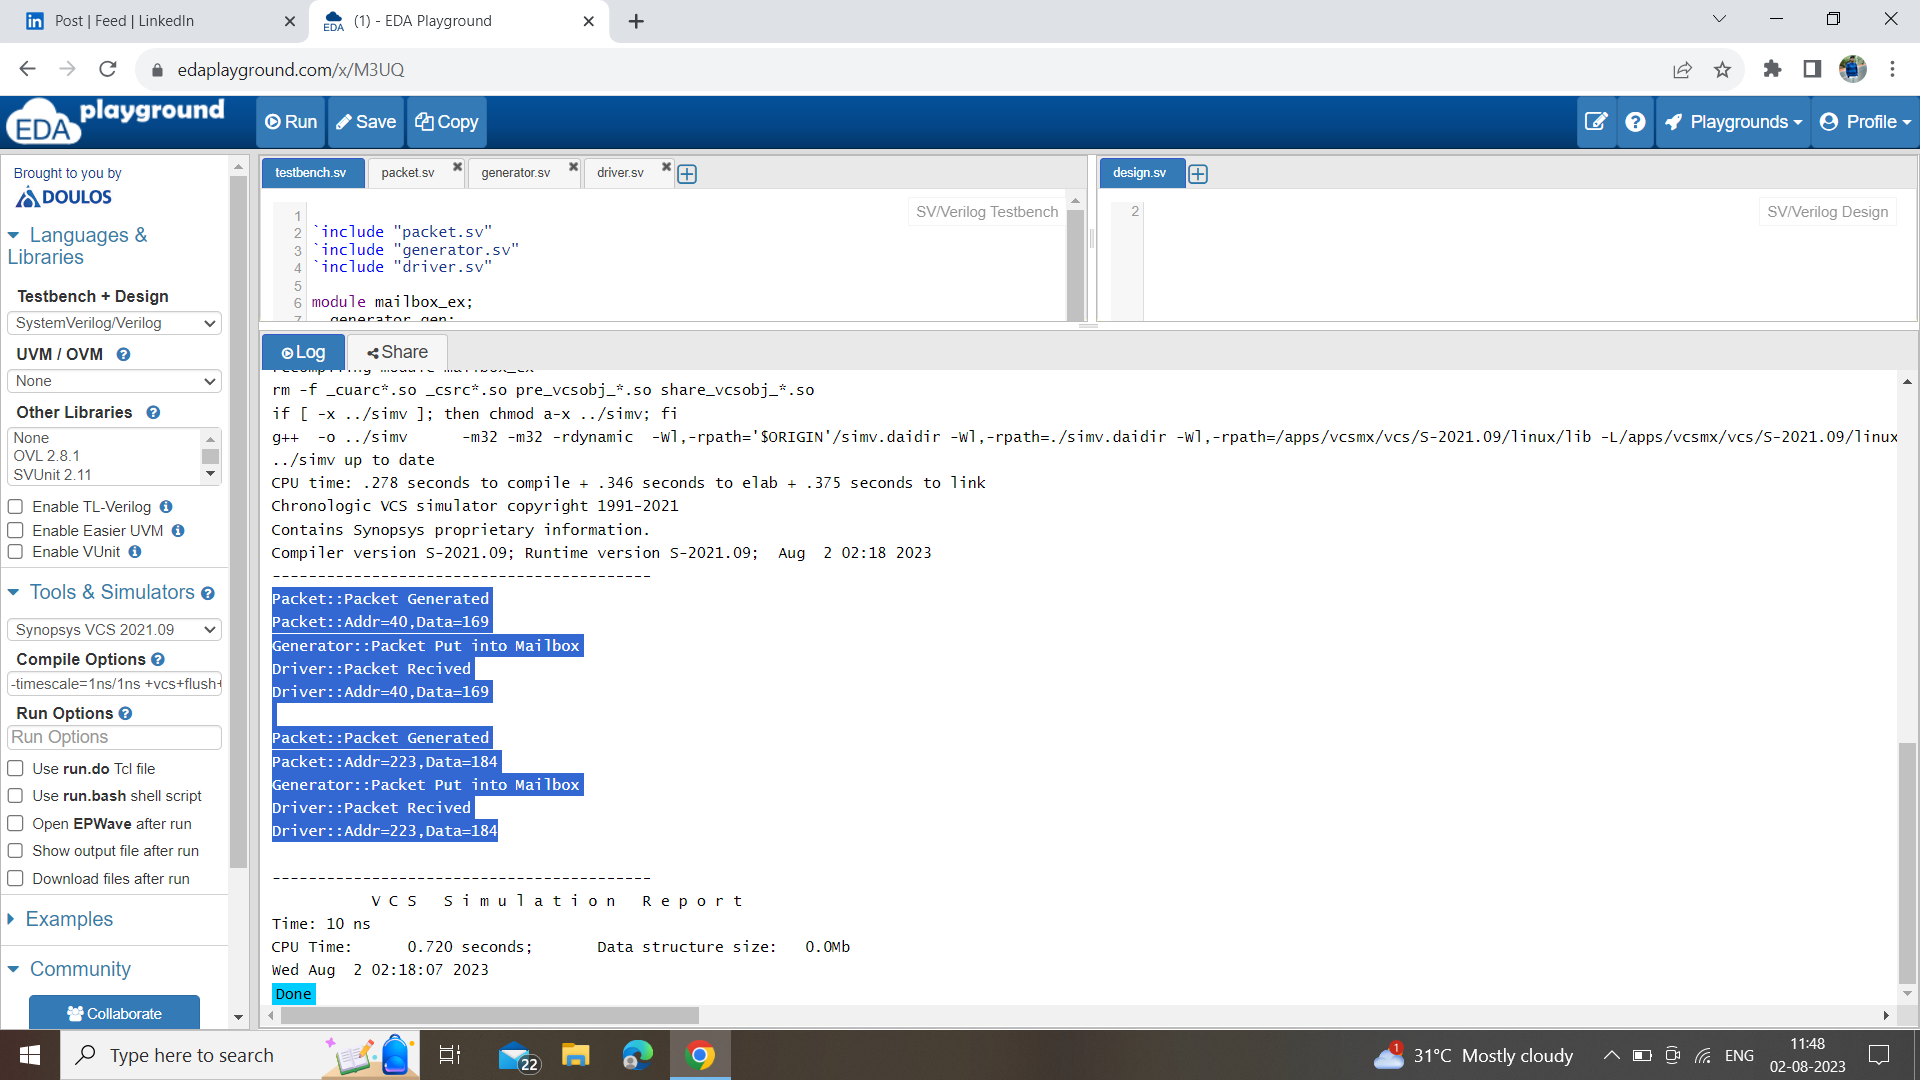 Post | Feed | LinkedIn
(1) - EDA Playground
edaplayground.com/x/M3UQ
EDA playground
Run
Save
Copy
Playgrounds
Profile
Brought to you by
DOULOS
Languages &
Libraries
Testbench + Design
SystemVerilog/Verilog
UVM / OVM
None
Other Libraries
None
OVL 2.8.1
SVUnit 2.11
Enable TL-Verilog
Enable Easier UVM
Enable VUnit
Tools & Simulators
Synopsys VCS 2021.09
Compile Options
-timescale=1ns/1ns +vcs+flush+
Run Options
Run Options
Use run.do Tcl file
Use run.bash shell script
Open EPWave after run
Show output file after run
Download files after run
Examples
Community
Collaborate
testbench.sv
packet.sv
generator.sv
driver.sv
SV/Verilog Testbench
1
2 `include "packet.sv"
3 `include "generator.sv"
4 `include "driver.sv"
5
6 module mailbox_ex;
7 generator gen;
design.sv
2
SV/Verilog Design
Log
Share
recompiling module mailbox_ex
rm -f _cuarc*.so _csrc*.so pre_vcsobj_*.so share_vcsobj_*.so
if [ -x ../simv ]; then chmod a-x ../simv; fi
g++ -o ../simv -m32 -m32 -rdynamic -Wl,-rpath='$ORIGIN'/simv.daidir -Wl,-rpath=./simv.daidir -Wl,-rpath=/apps/vcsmx/vcs/S-2021.09/linux/lib -L/apps/vcsmx/vcs/S-2021.09/linux
../simv up to date
CPU time: .278 seconds to compile + .346 seconds to elab + .375 seconds to link
Chronologic VCS simulator copyright 1991-2021
Contains Synopsys proprietary information.
Compiler version S-2021.09; Runtime version S-2021.09; Aug 2 02:18 2023
------------------------------------------
Packet::Packet Generated
Packet::Addr=40,Data=169
Generator::Packet Put into Mailbox
Driver::Packet Recived
Driver::Addr=40,Data=169
Packet::Packet Generated
Packet::Addr=223,Data=184
Generator::Packet Put into Mailbox
Driver::Packet Recived
Driver::Addr=223,Data=184
------------------------------------------
V C S S i m u l a t i o n R e p o r t
Time: 10 ns
CPU Time: 0.720 seconds; Data structure size: 0.0Mb
Wed Aug 2 02:18:07 2023
Done
Type here to search
22
1
31°C Mostly cloudy
ENG
11:48
02-08-2023